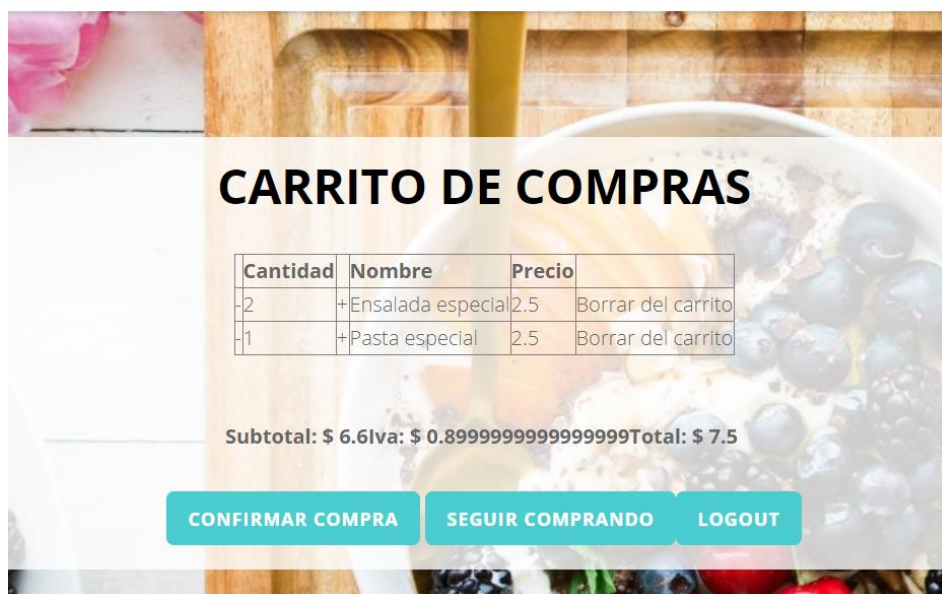 CARRITO DE COMPRAS
Cantidad Nombre Precio
-2 +Ensalada especial 2.5 Borrar del carrito
-1 +Pasta especial 2.5 Borrar del carrito
Subtotal: $ 6.6Iva: $ 0.8999999999999999Total: $ 7.5
CONFIRMAR COMPRA SEGUIR COMPRANDO LOGOUT